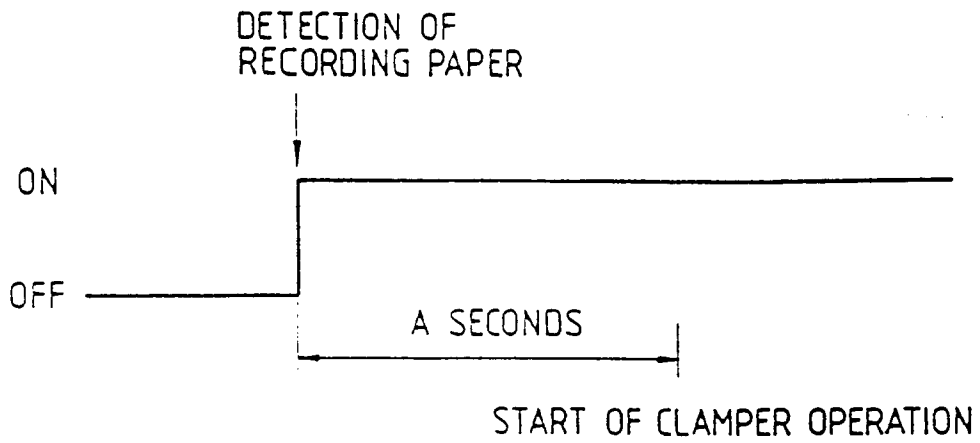 DETECTION OF
RECORDING PAPER
ON
OFF
A SECONDS
START OF CLAMPER OPERATION